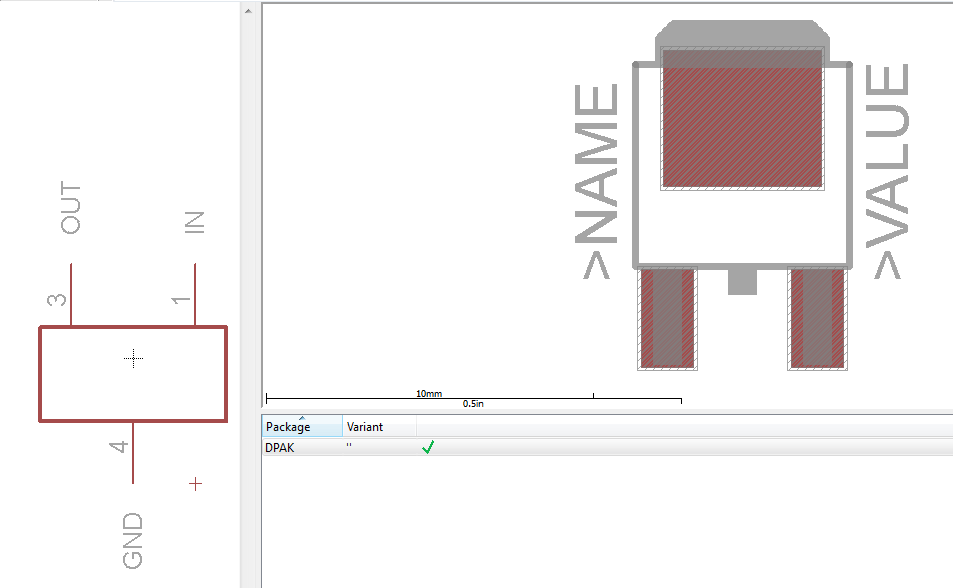 OUT
IN
3
1
4
GND
>NAME
>VALUE
10mm
0.5in
Package
Variant
DPAK
''